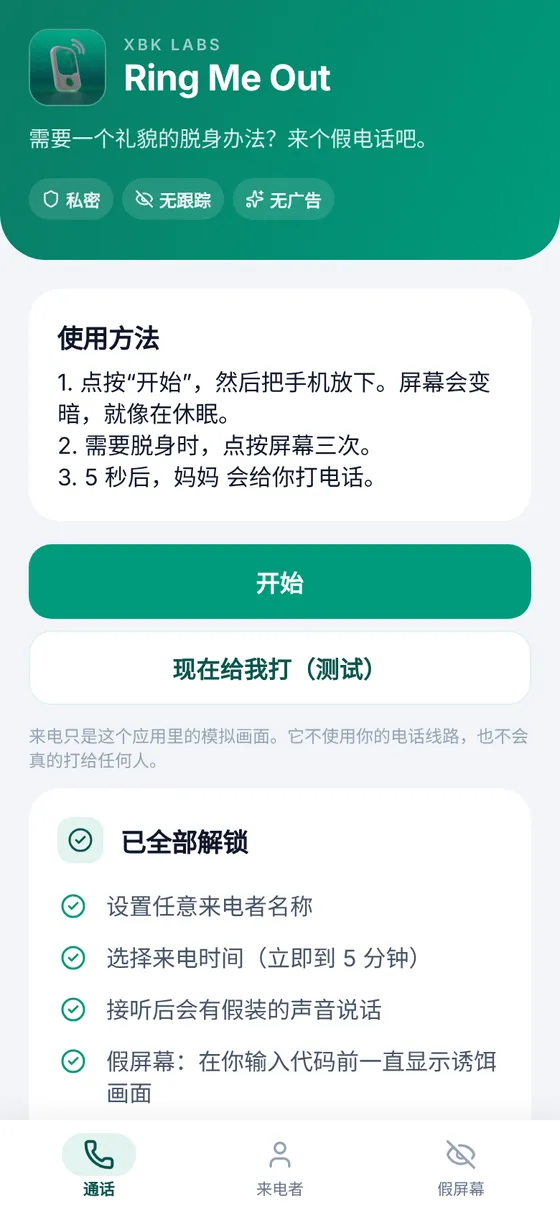 XBK LABS
Ring Me Out
需要一个礼貌的脱身办法？来个假电话吧。
私密
无跟踪
无广告
使用方法
1. 点按“开始”，然后把手机放下。屏幕会变
暗，就像在休眠。
2. 需要脱身时，点按屏幕三次。
3. 5 秒后，妈妈 会给你打电话。
开始
现在给我打（测试）
来电只是这个应用里的模拟画面。它不使用你的电话线路，也不会
真的打给任何人。
已全部解锁
设置任意来电者名称
选择来电时间（立即到 5 分钟）
接听后会有假装的声音说话
假屏幕：在你输入代码前一直显示诱饵
画面
通话
来电者
假屏幕